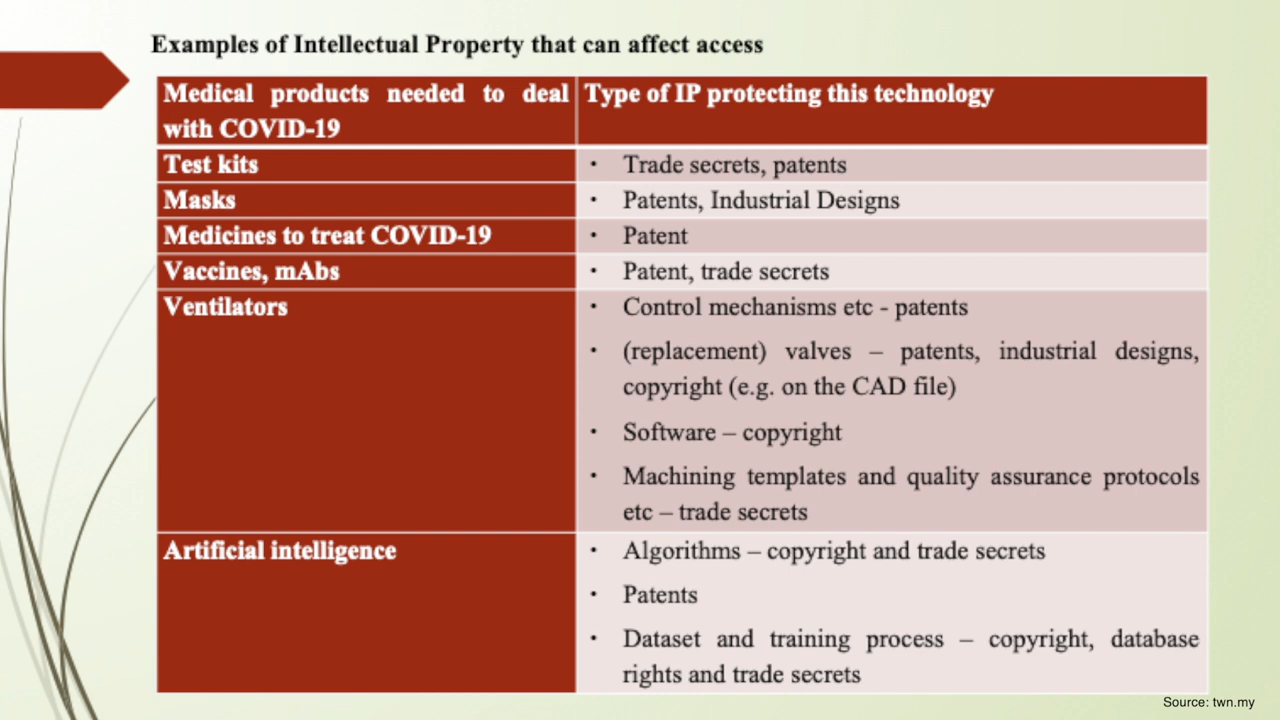 Examples of Intellectual Property that can affect access
Medical products needed to deal
with COVID-19
Type of IP protecting this technology
Test kits
• Trade secrets, patents
Masks
• Patents, Industrial Designs
Medicines to treat COVID-19
• Patent
Vaccines, mAbs
• Patent, trade secrets
Ventilators
• Control mechanisms etc - patents
• (replacement) valves – patents, industrial designs,
copyright (e.g. on the CAD file)
• Software – copyright
• Machining templates and quality assurance protocols
etc – trade secrets
Artificial intelligence
• Algorithms – copyright and trade secrets
• Patents
• Dataset and training process – copyright, database
rights and trade secrets
Source: twn.my